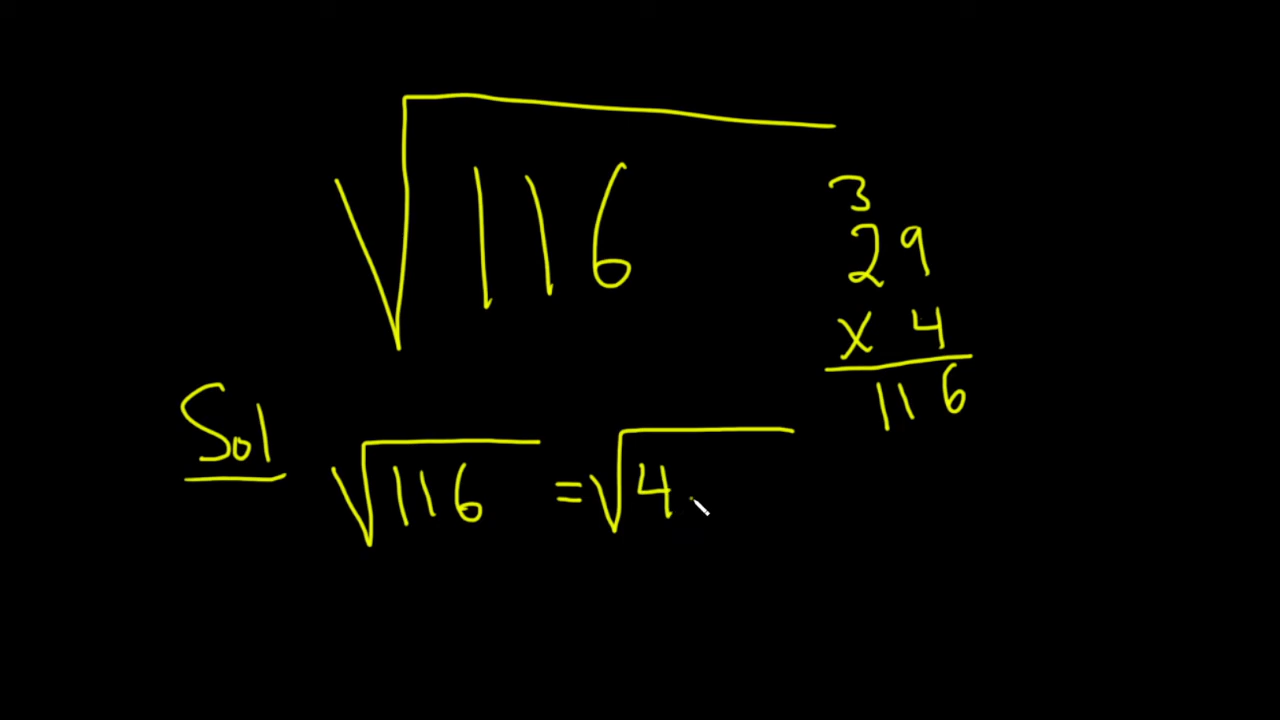 √116
3
29
x 4
116
Sol √116 = √4 .